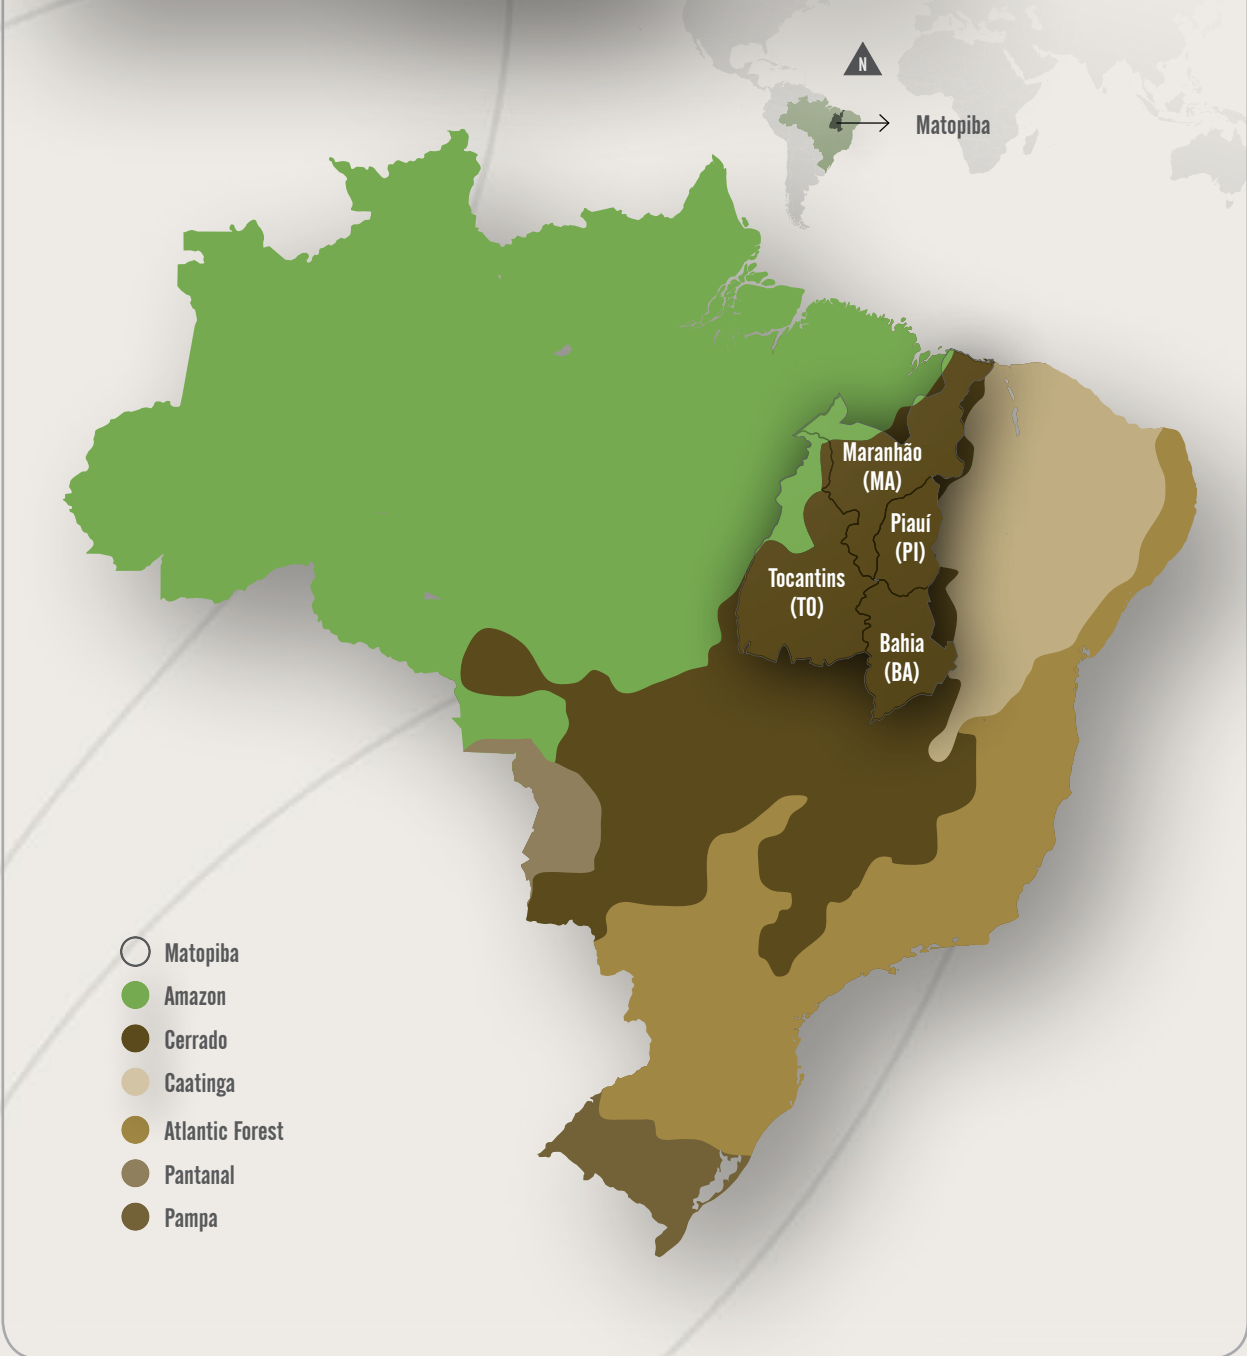 N
Matopiba
Maranhão
(MA)
Piauí
(PI)
Tocantins
(TO)
Bahia
(BA)
Matopiba
Amazon
Cerrado
Caatinga
Atlantic Forest
Pantanal
Pampa